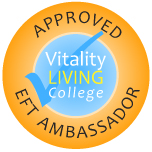 APPROVED
Vitality
LIVING
College
EFT AMBASSADOR